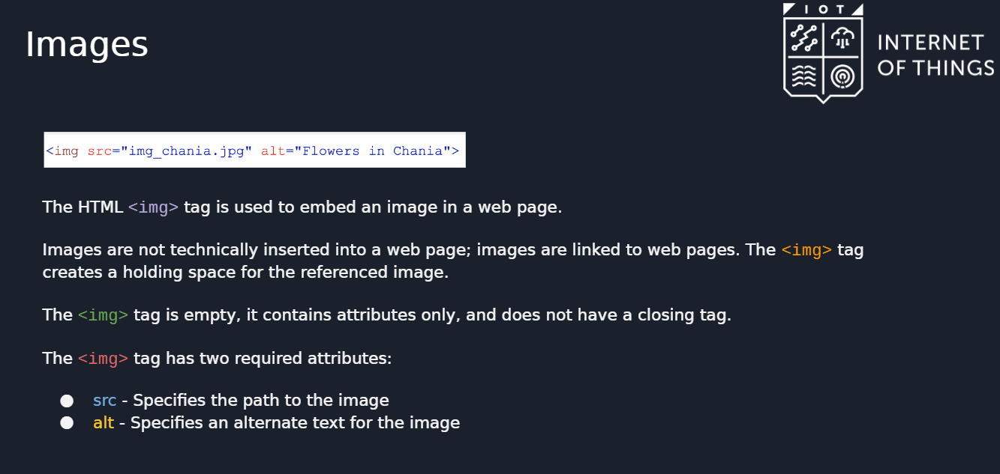 Images
IOT
INTERNET
OF THINGS
<img src="img_chania.jpg" alt="Flowers in Chania">
The HTML <img> tag is used to embed an image in a web page.
Images are not technically inserted into a web page; images are linked to web pages. The <img> tag
creates a holding space for the referenced image.
The <img> tag is empty, it contains attributes only, and does not have a closing tag.
The <img> tag has two required attributes:
● src - Specifies the path to the image
● alt - Specifies an alternate text for the image